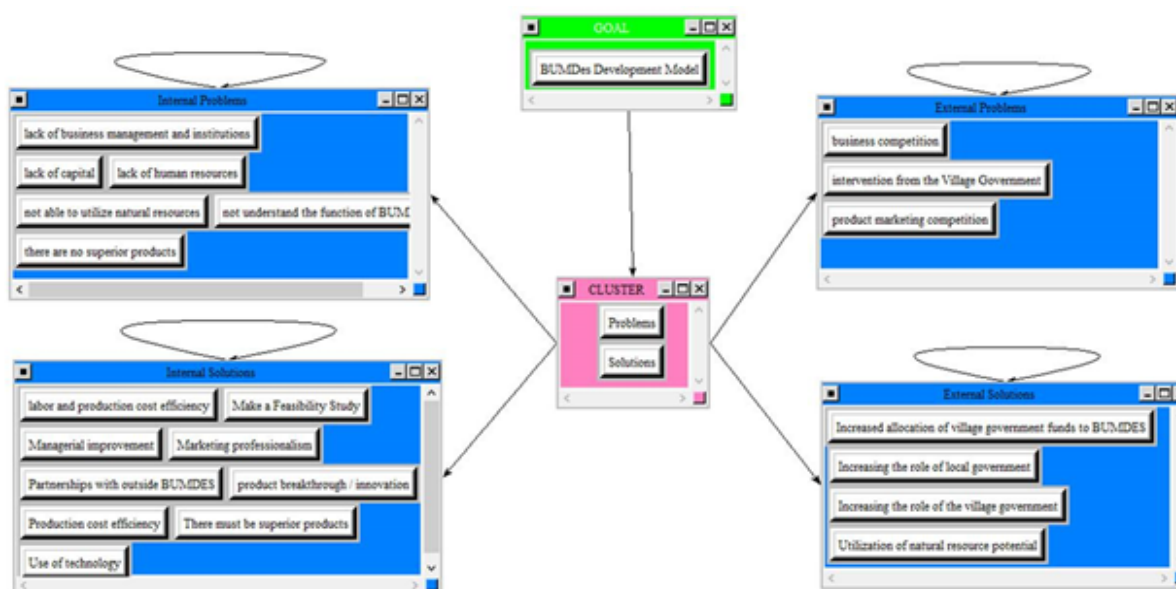 GOAL
BUMDes Development Model
Internal Problems
lack of business management and institutions
lack of capital lack of human resources
not able to utilize natural resources not understand the function of
there are no superior products
External Problems
business competition
intervention from the Village Government
product marketing competition
CLUSTER
Problems
Solutions
Internal Solutions
labor and production cost efficiency Make a Feasibility Study
Managerial improvement Marketing professionalism
Partnerships with outside BUMDES product breakthrough / innovation
Production cost efficiency There must be superior products
Use of technology
External Solutions
Increased allocation of village government funds to BUMDES
Increasing the role of local government
Increasing the role of the village government
Utilization of natural resource potential